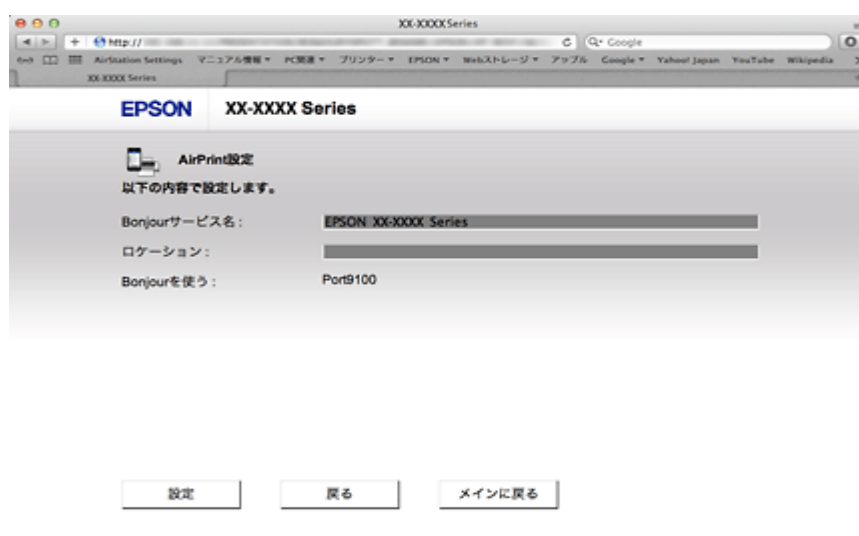 XX-XXXX Series
http://
Google
AirStation Settings マニュアル情報 PC関連 プリンター EPSON Webストレージ アップル Google Yahoo! Japan YouTube Wikipedia
XX-XXXX Series
EPSON XX-XXXX Series
AirPrint設定
以下の内容で設定します。
Bonjourサービス名 : EPSON XX-XXXX Series
ロケーション :
Bonjourを使う : Port9100
設定 戻る メインに戻る